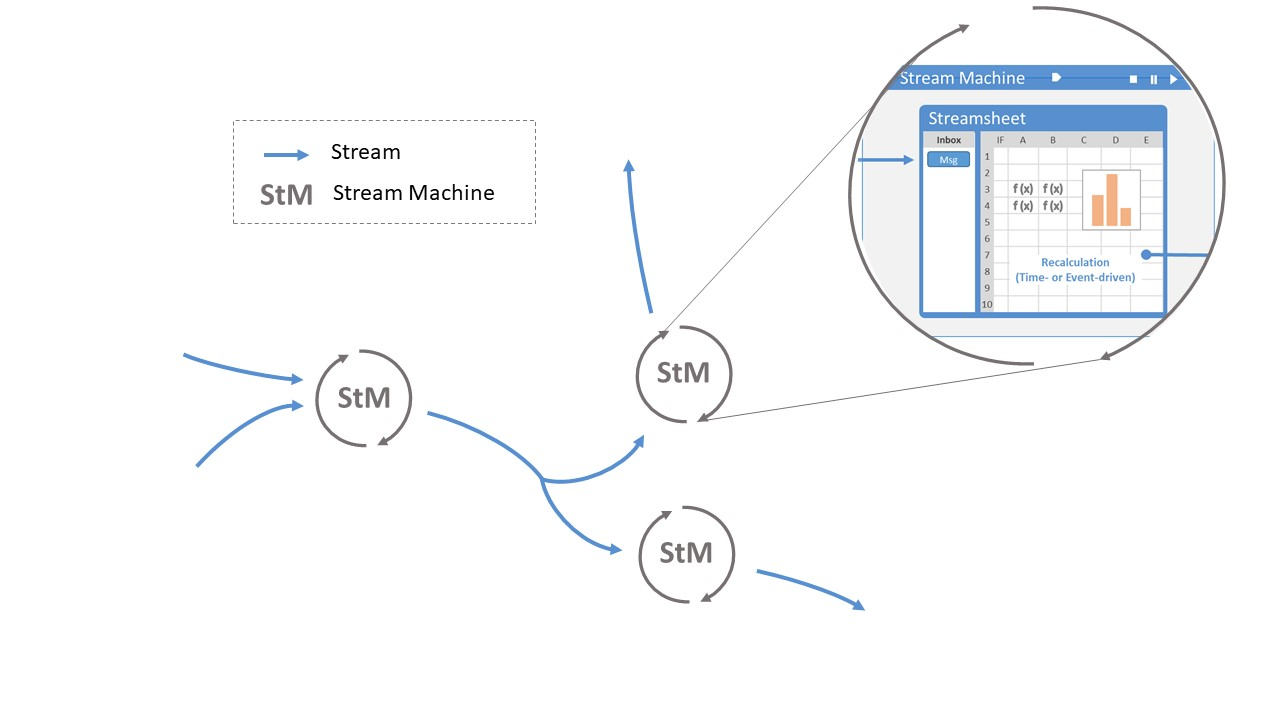 Stream Machine
Streamsheet
Inbox IF A B C D E
Msg
1
2
3 f (x) f (x)
4 f (x) f (x)
5
6
7
Recalculation
8
(Time- or Event-driven)
9
10
Stream
StM Stream Machine
StM
StM
StM